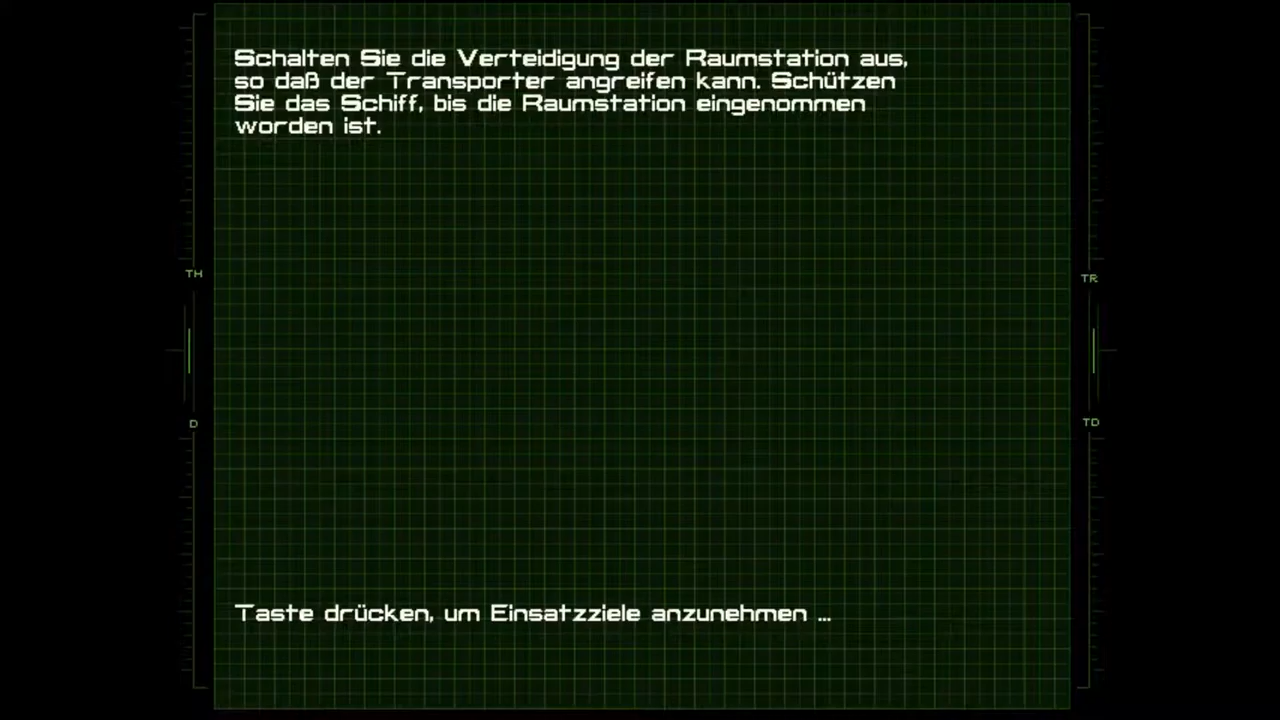 Schalten Sie die Verteidigung der Raumstation aus,
so daß der Transporter angreifen kann. Schützen
Sie das Schiff, bis die Raumstation eingenommen
worden ist.
TH
TR
D
TD
Taste drücken, um Einsatzziele anzunehmen ...